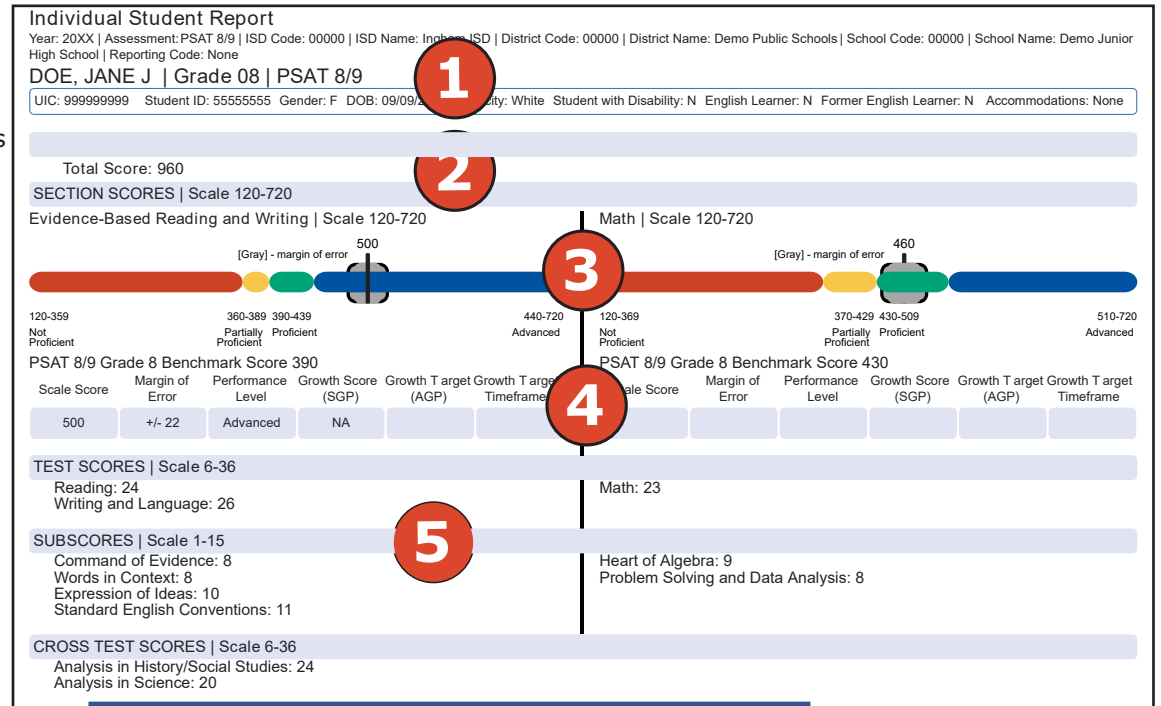 Individual Student Report
Year: 20XX | Assessment: PSAT 8/9 | ISD Code: 00000 | ISD Name: Ingham ISD | District Code: 00000 | District Name: Demo Public Schools | School Code: 00000 | School Name: Demo Junior
High School | Reporting Code: None
DOE, JANE J | Grade 08 | PSAT 8/9
1
UIC: 999999999 Student ID: 55555555 Gender: F DOB: White Student with Disability: N English Learner: N Former English Learner: N Accommodations: None
s
2
Total Score: 960
SECTION SCORES | Scale 120-720
Evidence-Based Reading and Writing | Scale 120-720
500
[Gray] - margin of error
120-359 360-389 390-439 440-720
Not Proficient Partially Proficient Proficient Advanced
PSAT 8/9 Grade 8 Benchmark Score 390
Scale Score Margin of Error Performance Level Growth Score (SGP) Growth T arget (AGP) Growth Timeframe
500 +/- 22 Advanced NA
3
Math | Scale 120-720
460
[Gray] - margin of error
120-369 370-429 430-509 510-720
Not Proficient Partially Proficient Proficient Advanced
PSAT 8/9 Grade 8 Benchmark Score 430
4
Score Margin of Error Performance Level Growth Score (SGP) Growth T arget (AGP) Growth T arget Timeframe
TEST SCORES | Scale 6-36
Reading: 24
Writing and Language: 26
Math: 23
5
SUBSCORES | Scale 1-15
Command of Evidence: 8
Words in Context: 8
Expression of Ideas: 10
Standard English Conventions: 11
Heart of Algebra: 9
Problem Solving and Data Analysis: 8
CROSS TEST SCORES | Scale 6-36
Analysis in History/Social Studies: 24
Analysis in Science: 20